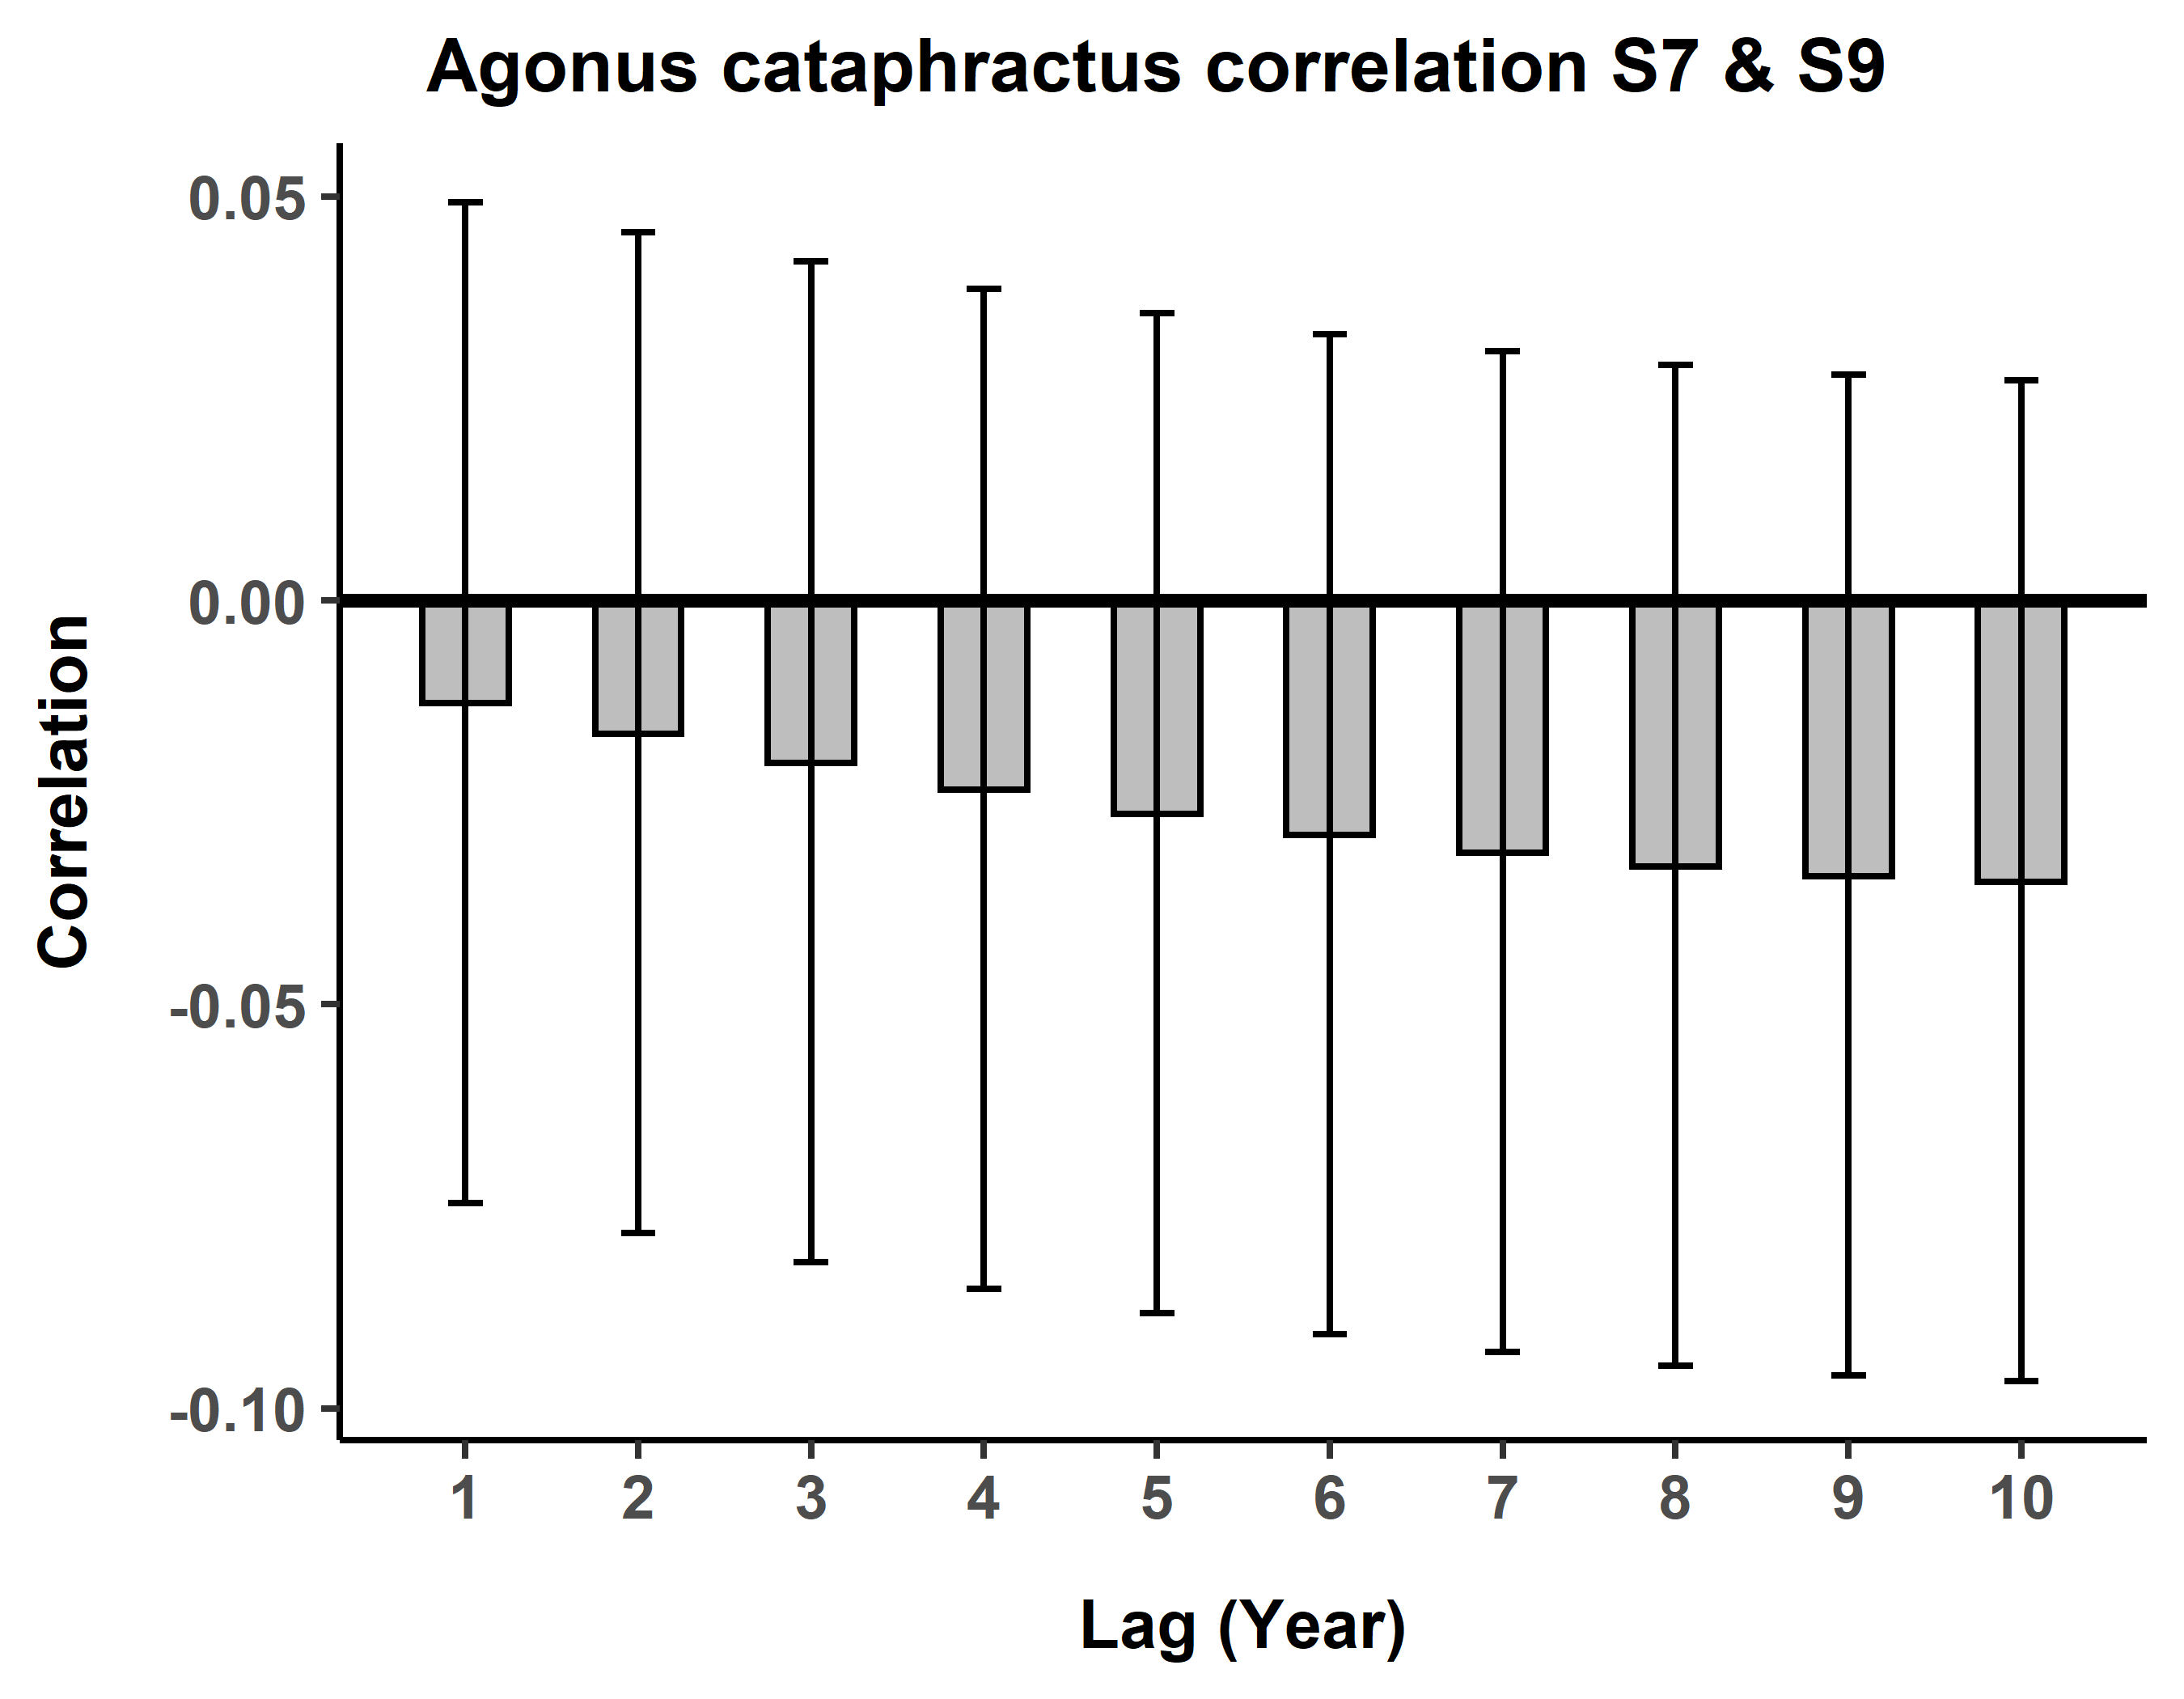 Agonus cataphractus correlation S7 & S9
0.05
0.00
-0.05
-0.10
Correlation
1 2 3 4 5 6 7 8 9 10
Lag (Year)